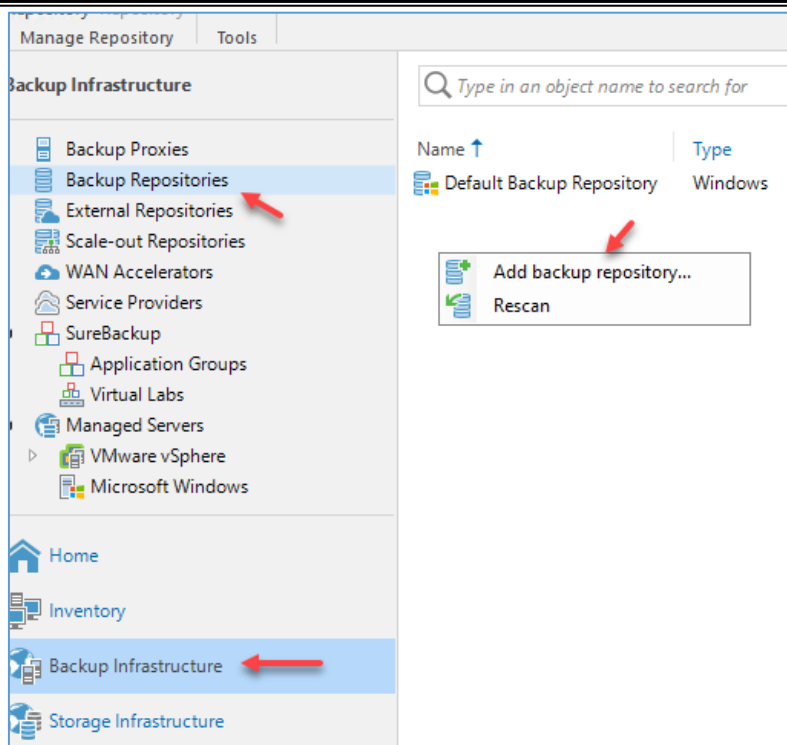 Manage Repository Tools
Backup Infrastructure
Type in an object name to search for
Backup Proxies
Backup Repositories
External Repositories
Scale-out Repositories
WAN Accelerators
Service Providers
SureBackup
Application Groups
Virtual Labs
Managed Servers
VMware vSphere
Microsoft Windows
Name Type
Default Backup Repository Windows
Add backup repository...
Rescan
Home
Inventory
Backup Infrastructure
Storage Infrastructure